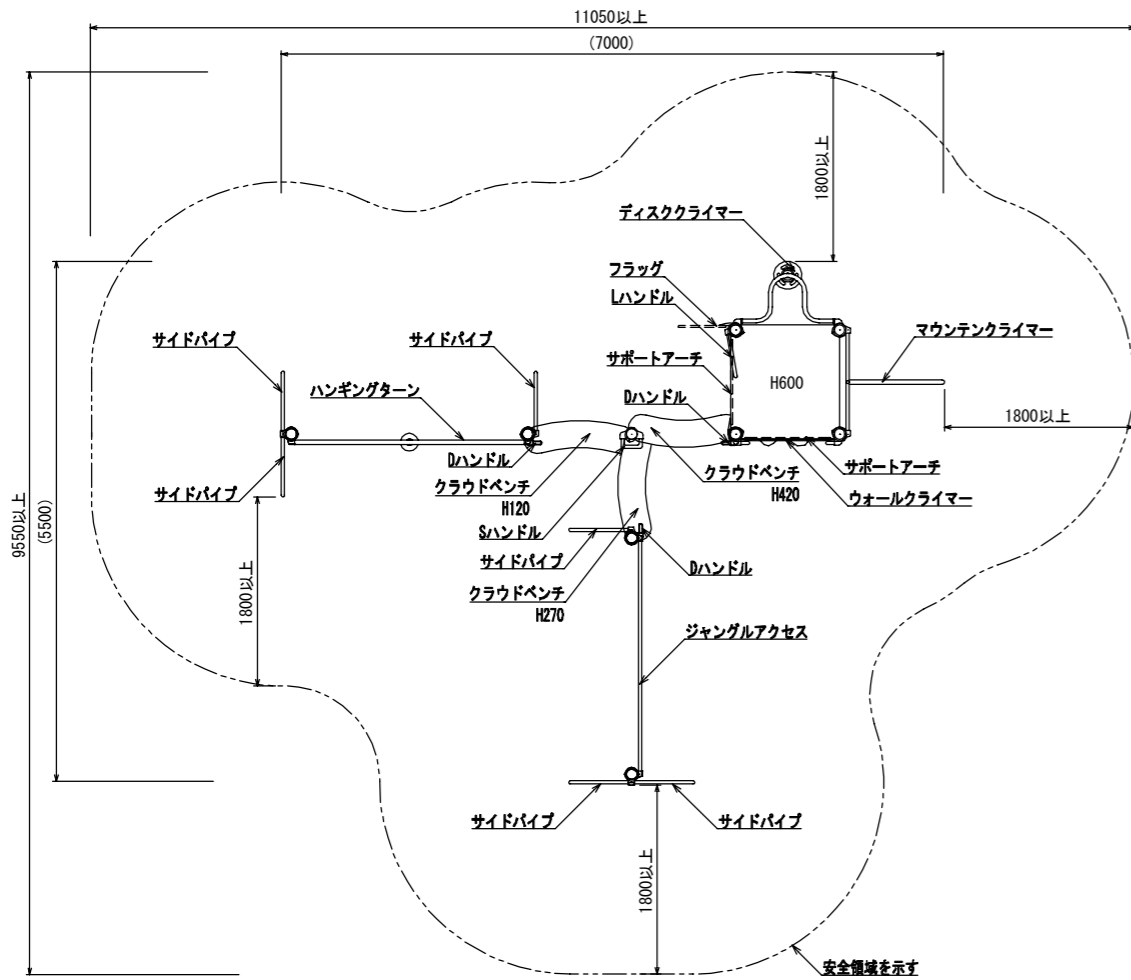 11050以上
(7000)
1800以上
ディスククライマー
フラッグ
Lハンドル
サイドパイプ
サイドパイプ
サポートアーチ
マウンテンクライマー
ハンギングターン
H600
Dハンドル
1800以上
Dハンドル
サポートアーチ
サイドパイプ
クラウドベンチ
H120
クラウドベンチ
H420
ウォールクライマー
9550以上
(5500)
Sハンドル
サイドパイプ
Dハンドル
クラウドベンチ
H270
1800以上
ジャングルアクセス
サイドパイプ
サイドパイプ
1800以上
安全領域を示す